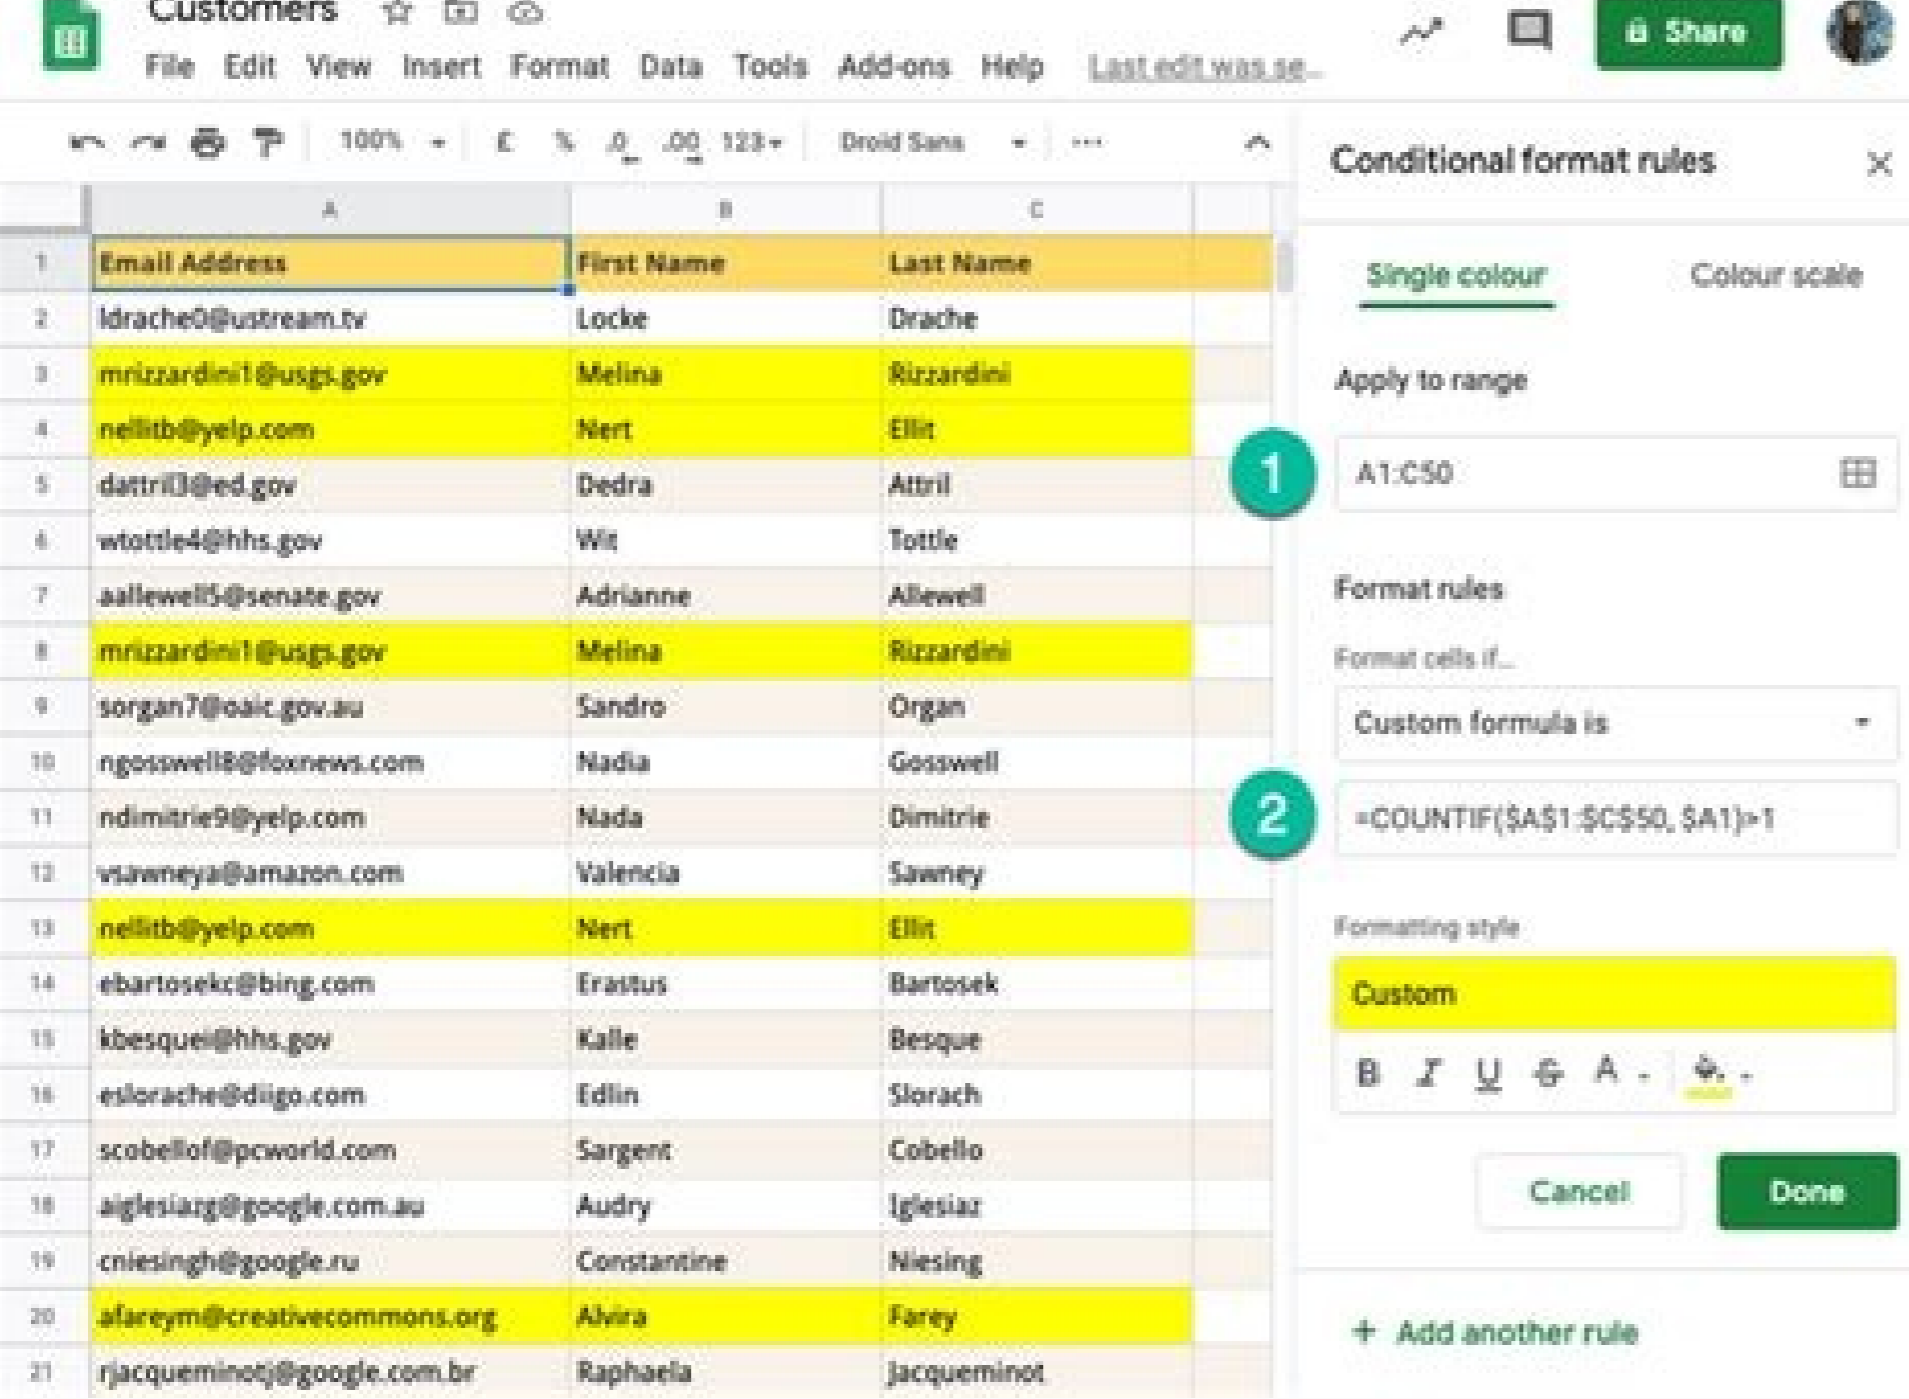 Customers
File Edit View Insert Format Data Tools Add-ons Help Last edit was se...
Share
100% £ % .0 .00 123 Droid Sans ...
Conditional format rules
A B C
1 Email Address First Name Last Name
2 ldrache0@ustream.tv Locke Drache
3 mrizzardini1@usgs.gov Melina Rizzardini
4 nellitb@yelp.com Nert Ellit
5 dattril3@ed.gov Dedra Attril
6 wtottle4@hhs.gov Wit Tottle
7 aallewell5@senate.gov Adrianne Allewell
8 mrizzardini1@usgs.gov Melina Rizzardini
9 sorgan7@oaic.gov.au Sandro Organ
10 ngosswell8@foxnews.com Nadia Gosswell
11 ndimitrie9@yelp.com Nada Dimitrie
12 vsawneya@amazon.com Valencia Sawney
13 nellitb@yelp.com Nert Ellit
14 ebartosekc@bing.com Erastus Bartosek
15 kbesquei@hhs.gov Kalle Besque
16 eslorache@diigo.com Edlin Slorach
17 scobellof@pcworld.com Sargent Cobello
18 aiglesiazg@google.com.au Audry Iglesiaz
19 cniesingh@google.ru Constantine Niesing
20 afareym@creativecommons.org Alvira Farey
21 rjacqueminotj@google.com.br Raphaela Jacqueminot
Single colour Colour scale
Apply to range
1 A1:C50
Format rules
Format cells if...
Custom formula is
2 =COUNTIF($A$1:$C$50, $A1)>1
Formatting style
Custom
B I U S A
Cancel Done
+ Add another rule